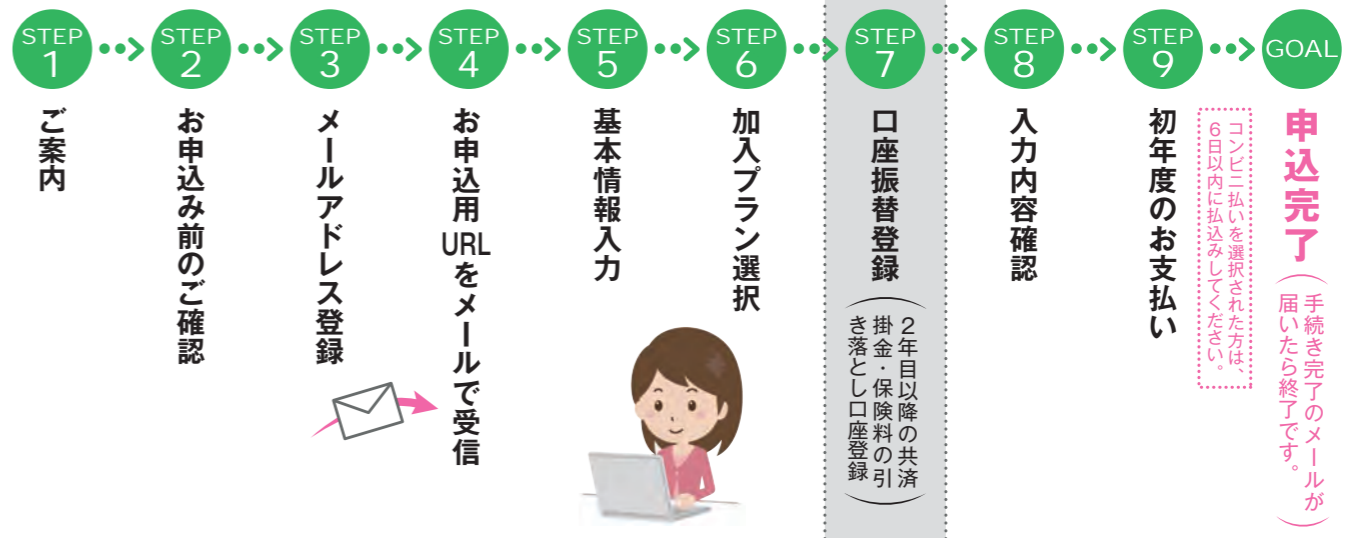 STEP
1
ご案内
STEP
2
お申込み前のご確認
STEP
3
メールアドレス登録
STEP
4
お申込用URLをメールで受信
STEP
5
基本情報入力
STEP
6
加入プラン選択
STEP
7
口座振替登録
2年目以降の共済
掛金・保険料の引
き落とし口座登録
STEP
8
入力内容確認
STEP
9
初年度のお支払い
コンビニ払いを選択された方は、
6日以内に払込みしてください。
GOAL
申込完了
手続き完了のメールが
届いたら終了です。